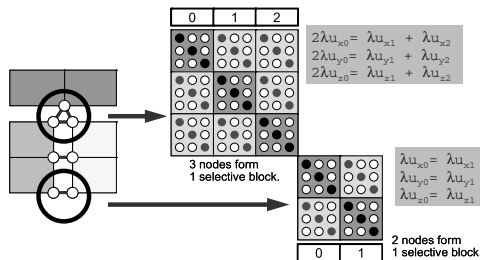 0 1 2
2λu_x0 = λu_x1 + λu_x2
2λu_y0 = λu_y1 + λu_y2
2λu_z0 = λu_z1 + λu_z2
3 nodes form
1 selective block.
λu_x0 = λu_x1
λu_y0 = λu_y1
λu_z0 = λu_z1
0 1
2 nodes form
1 selective block